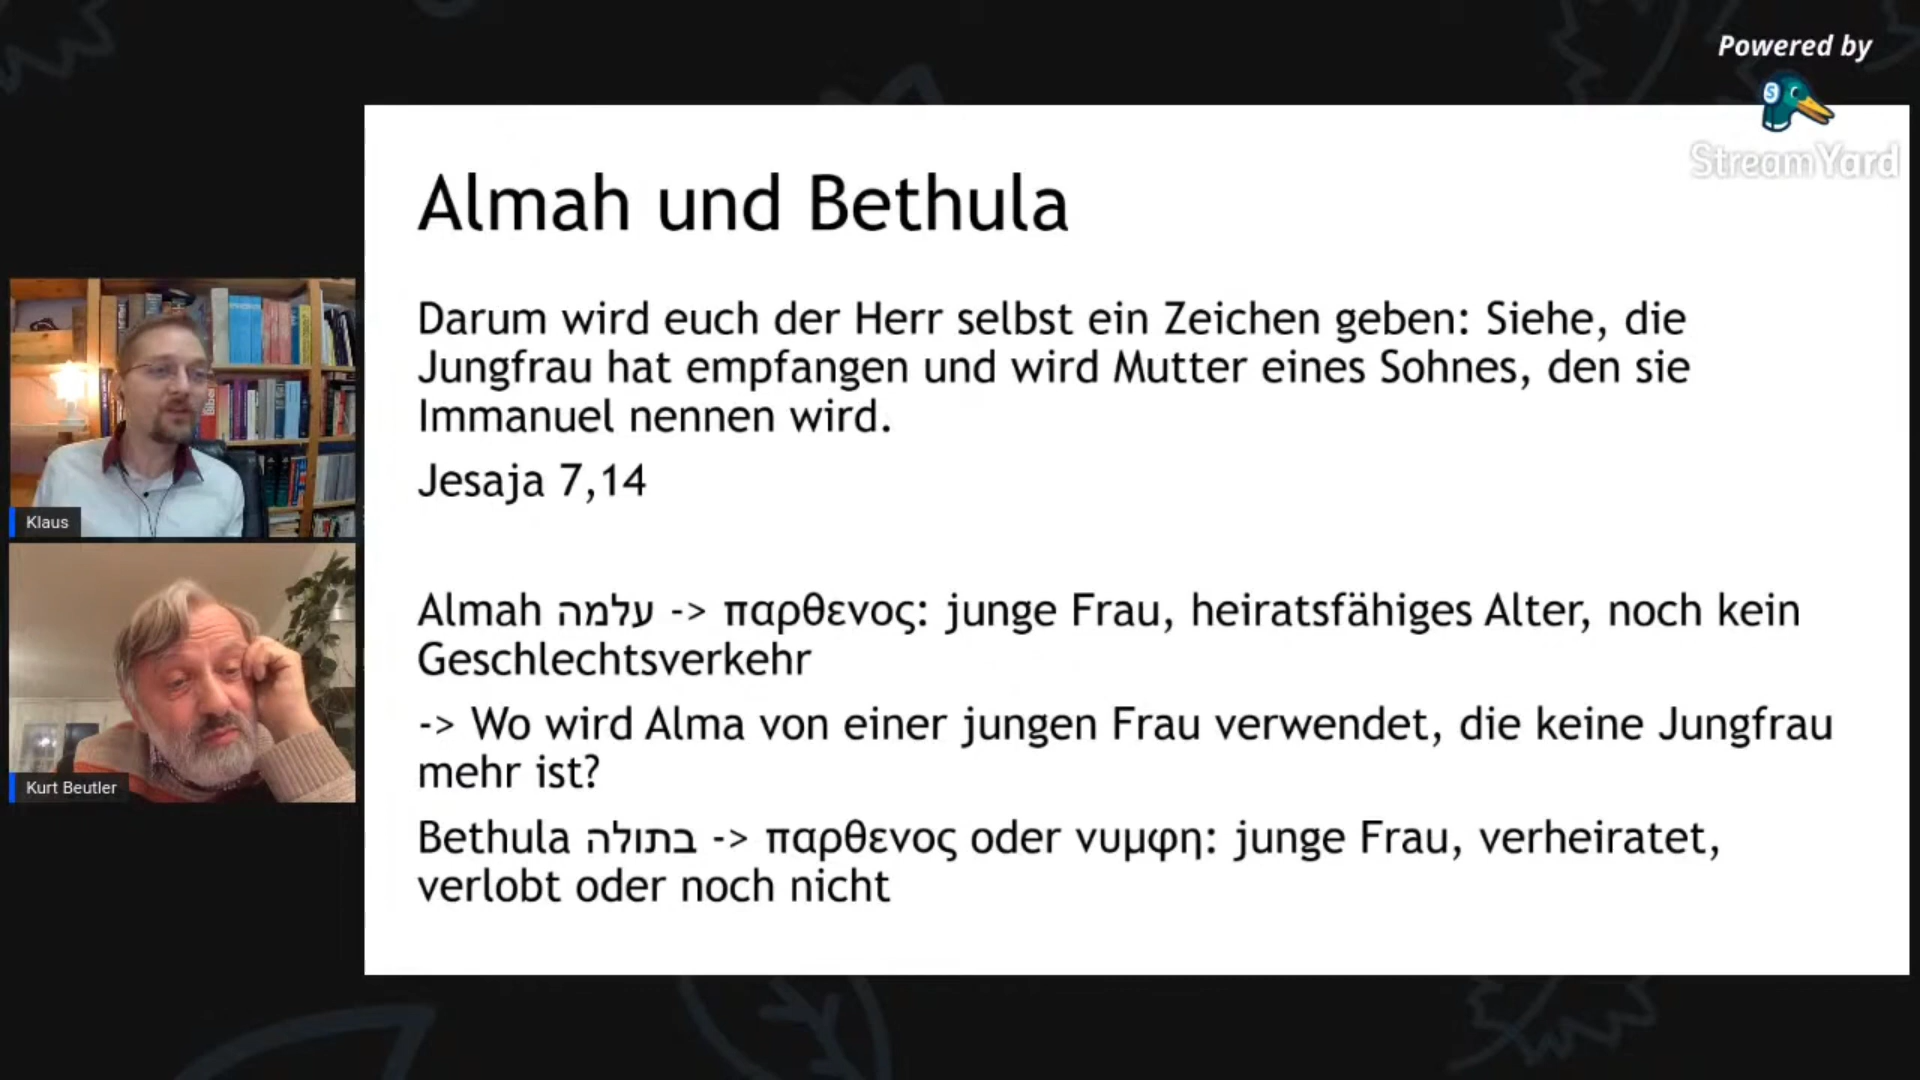 Powered by
StreamYard
Almah und Bethula
Darum wird euch der Herr selbst ein Zeichen geben: Siehe, die
Jungfrau hat empfangen und wird Mutter eines Sohnes, den sie
Immanuel nennen wird.
Jesaja 7,14
Almah עלמה -> παρθενος: junge Frau, heiratsfähiges Alter, noch kein
Geschlechtsverkehr
-> Wo wird Alma von einer jungen Frau verwendet, die keine Jungfrau
mehr ist?
Bethula בתולה -> παρθενος oder νυμφη: junge Frau, verheiratet,
verlobt oder noch nicht
Klaus
Kurt Beutler